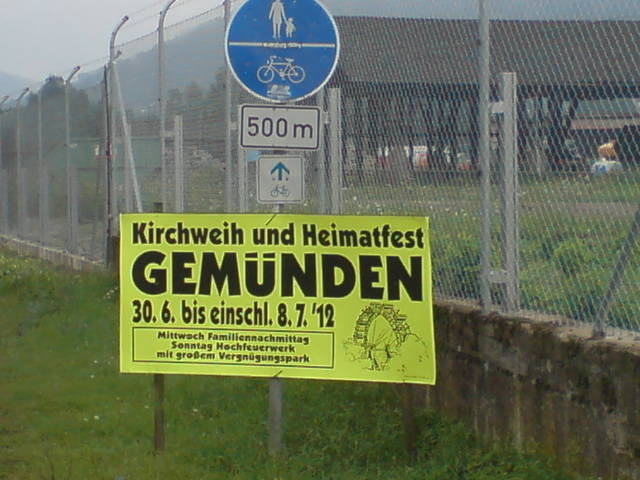 500 m
Kirchweih und Heimatfest
GEMÜNDEN
30. 6. bis einschl. 8. 7. '12
Mittwoch Familiennachmittag
Sonntag Hochfeuerwerk
mit großem Vergnügungspark